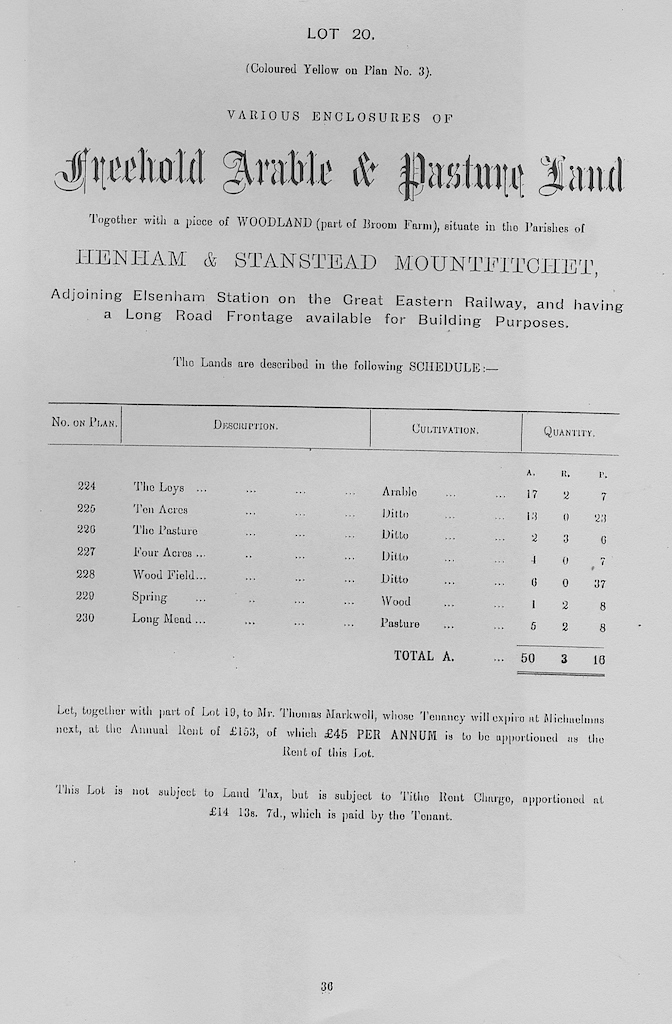 LOT 20.
(Coloured Yellow on Plan No. 3).
VARIOUS ENCLOSURES OF
Freehold Arable & Pasture Land
Together with a piece of WOODLAND (part of Broom Farm), situate in the Parishes of
HENHAM & STANSTEAD MOUNTFITCHET,
Adjoining Elsenham Station on the Great Eastern Railway, and having
a Long Road Frontage available for Building Purposes.
The Lands are described in the following SCHEDULE:—
No. on Plan. Description. Cultivation. Quantity.
A. R. P.
224 The Leys ... ... ... ... Arable ... ... 17 2 7
225 Ten Acres ... ... ... Ditto ... ... 13 0 23
226 The Pasture ... ... ... Ditto ... ... 2 3 6
227 Four Acres ... .. ... ... Ditto ... ... 4 0 7
228 Wood Field... ... ... ... Ditto ... ... 6 0 37
229 Spring ... .. ... ... Wood ... ... 1 2 8
230 Long Mead ... ... ... ... Pasture ... ... 5 2 8
TOTAL A. ... 50 3 16
Let, together with part of Lot 19, to Mr. Thomas Markwell, whose Tenancy will expire at Michaelmas
next, at the Annual Rent of £153, of which £45 PER ANNUM is to be apportioned as the
Rent of this Lot.
This Lot is not subject to Land Tax, but is subject to Tithe Rent Charge, apportioned at
£14 13s. 7d., which is paid by the Tenant.
36